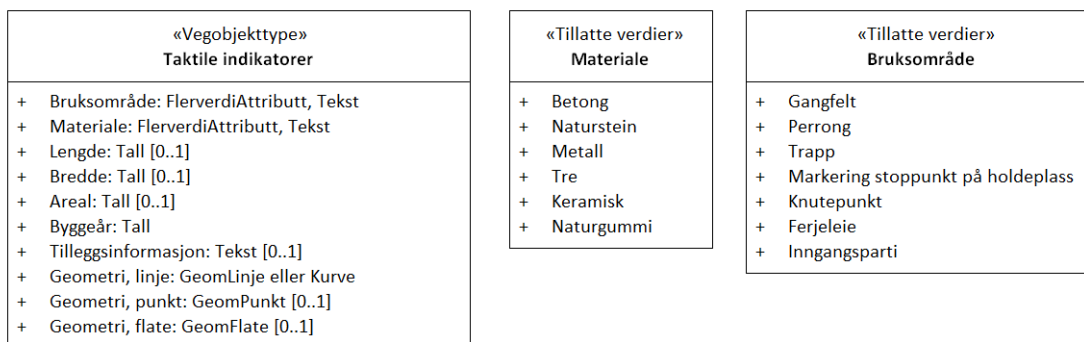 «Vegobjekttype»
Taktile indikatorer
+ Bruksområde: FlerverdiAttributt, Tekst
+ Materiale: FlerverdiAttributt, Tekst
+ Lengde: Tall [0..1]
+ Bredde: Tall [0..1]
+ Areal: Tall [0..1]
+ Byggeår: Tall
+ Tilleggsinformasjon: Tekst [0..1]
+ Geometri, linje: GeomLinje eller Kurve
+ Geometri, punkt: GeomPunkt [0..1]
+ Geometri, flate: GeomFlate [0..1]
«Tillatte verdier»
Materiale
+ Betong
+ Naturstein
+ Metall
+ Tre
+ Keramisk
+ Naturgummi
«Tillatte verdier»
Bruksområde
+ Gangfelt
+ Perrong
+ Trapp
+ Markering stoppunkt på holdeplass
+ Knutepunkt
+ Ferjeleie
+ Inngangsparti